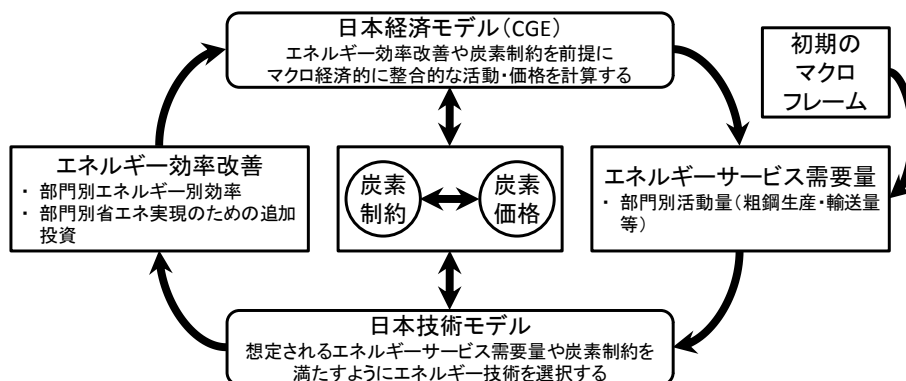 日本経済モデル(CGE)
エネルギー効率改善や炭素制約を前提に
マクロ経済的に整合的な活動・価格を計算する
初期の
マクロ
フレーム
エネルギー効率改善
・ 部門別エネルギー別効率
・ 部門別省エネ実現のための追加
投資
炭素
制約
炭素
価格
エネルギーサービス需要量
・ 部門別活動量(粗鋼生産・輸送量
等)
日本技術モデル
想定されるエネルギーサービス需要量や炭素制約を
満たすようにエネルギー技術を選択する